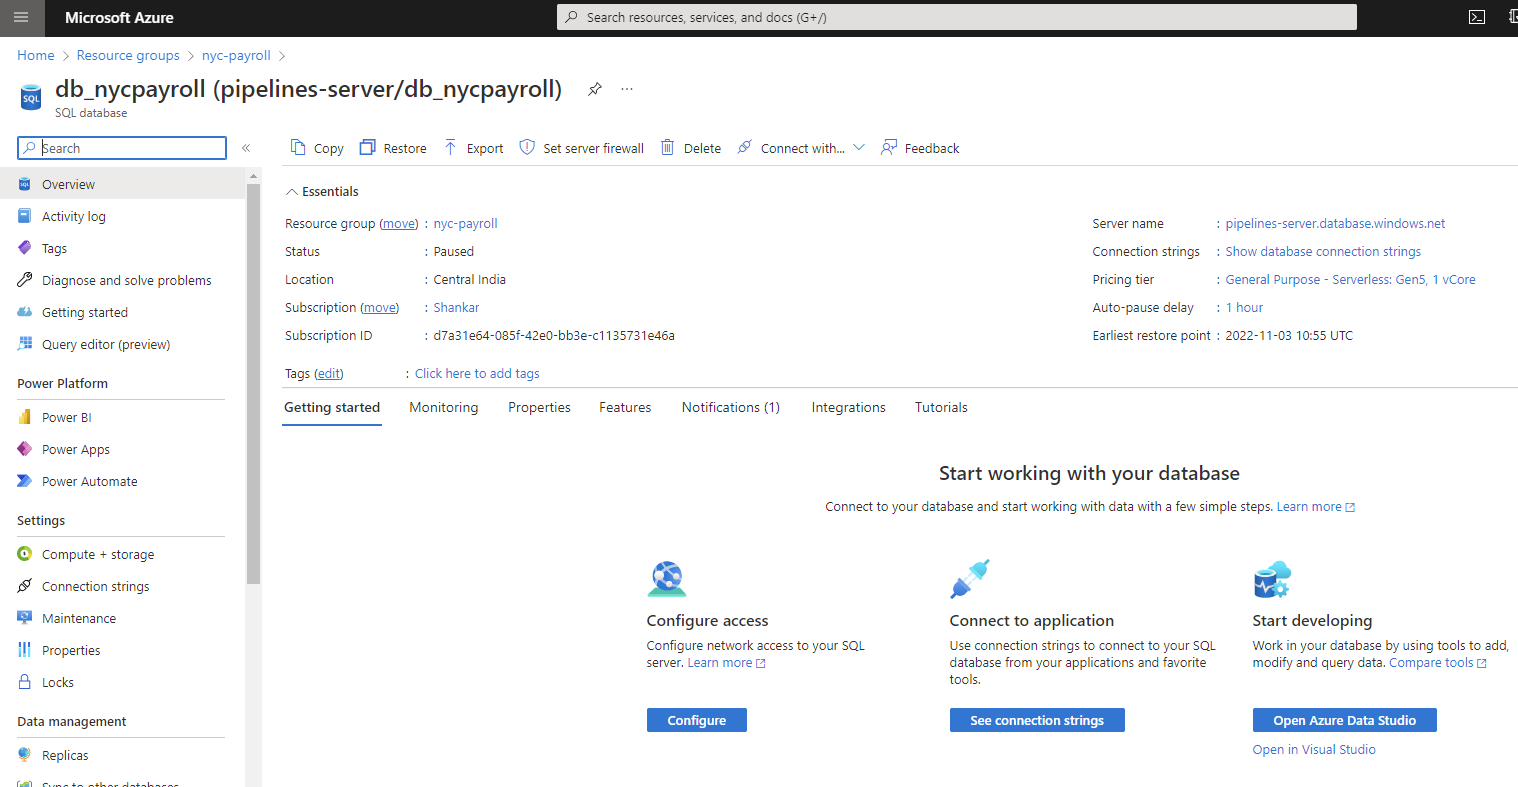 Microsoft Azure
Search resources, services, and docs (G+/)
Home > Resource groups > nyc-payroll >
db_nycpayroll (pipelines-server/db_nycpayroll) ...
SQL database
Search «
Copy Restore Export Set server firewall Delete Connect with... Feedback
Overview
Activity log
Tags
Diagnose and solve problems
Getting started
Query editor (preview)
Power Platform
Power BI
Power Apps
Power Automate
Settings
Compute + storage
Connection strings
Maintenance
Properties
Locks
Data management
Replicas
Sync to other databases
Essentials
Resource group (move) : nyc-payroll
Status : Paused
Location : Central India
Subscription (move) : Shankar
Subscription ID : d7a31e64-085f-42e0-bb3e-c1135731e46a
Server name : pipelines-server.database.windows.net
Connection strings : Show database connection strings
Pricing tier : General Purpose - Serverless: Gen5, 1 vCore
Auto-pause delay : 1 hour
Earliest restore point : 2022-11-03 10:55 UTC
Tags (edit) : Click here to add tags
Getting started Monitoring Properties Features Notifications (1) Integrations Tutorials
Start working with your database
Connect to your database and start working with data with a few simple steps. Learn more
Configure access
Configure network access to your SQL
server. Learn more
Configure
Connect to application
Use connection strings to connect to your SQL
database from your applications and favorite
tools.
See connection strings
Start developing
Work in your database by using tools to add,
modify and query data. Compare tools
Open Azure Data Studio
Open in Visual Studio